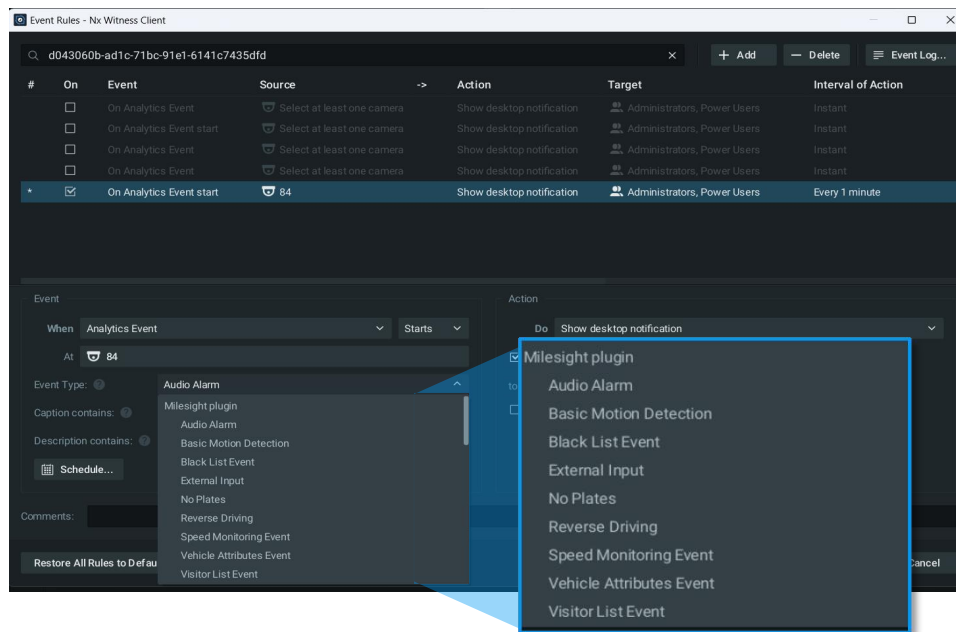 Event Rules - Nx Witness Client
d043060b-ad1c-71bc-91e1-6141c7435dfd
+ Add
— Delete
Event Log...
# On Event Source -> Action Target Interval of Action
On Analytics Event Select at least one camera Show desktop notification Administrators, Power Users Instant
On Analytics Event start Select at least one camera Show desktop notification Administrators, Power Users Instant
On Analytics Event Select at least one camera Show desktop notification Administrators, Power Users Instant
On Analytics Event Select at least one camera Show desktop notification Administrators, Power Users Instant
* On Analytics Event start 84 Show desktop notification Administrators, Power Users Every 1 minute
Event
When Analytics Event Starts
At 84
Event Type: Audio Alarm
Caption contains:
Description contains:
Schedule...
Milesight plugin
Audio Alarm
Basic Motion Detection
Black List Event
External Input
No Plates
Reverse Driving
Speed Monitoring Event
Vehicle Attributes Event
Visitor List Event
Comments:
Restore All Rules to Defau
Action
Do Show desktop notification
to
Milesight plugin
Audio Alarm
Basic Motion Detection
Black List Event
External Input
No Plates
Reverse Driving
Speed Monitoring Event
Vehicle Attributes Event
Visitor List Event
Cancel